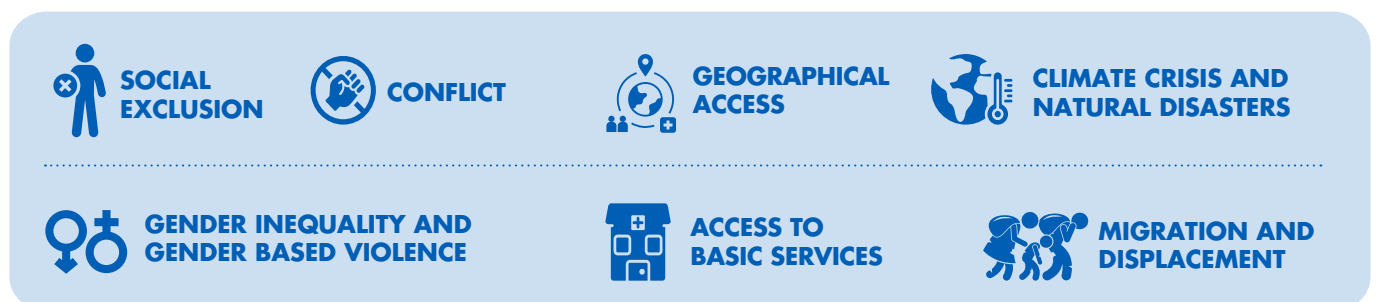 SOCIAL
EXCLUSION
CONFLICT
GEOGRAPHICAL
ACCESS
CLIMATE CRISIS AND
NATURAL DISASTERS
GENDER INEQUALITY AND
GENDER BASED VIOLENCE
ACCESS TO
BASIC SERVICES
MIGRATION AND
DISPLACEMENT